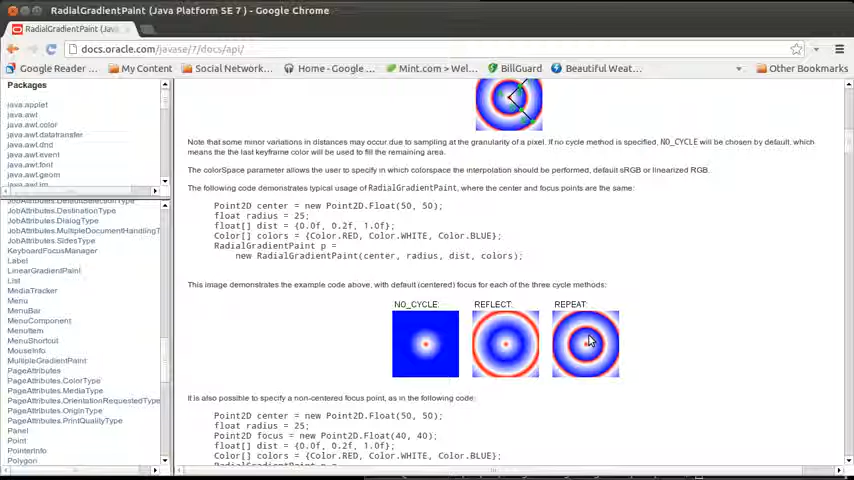 RadialGradientPaint (Java Platform SE 7 ) - Google Chrome
RadialGradientPaint (Jav
docs.oracle.com/javase/7/docs/api/
Google Reader ... My Content Social Network... Home - Google ... Mint.com > Wel... BillGuard Beautiful Weat... Other Bookmarks
Packages
java.applet
java.awt
java.awt.color
java.awt.datatransfer
java.awt.dnd
java.awt.event
java.awt.font
java.awt.geom
java.awt.im
JobAttributes.DefaultSelectionType
JobAttributes.DestinationType
JobAttributes.DialogType
JobAttributes.MultipleDocumentHandlingT
JobAttributes.SidesType
KeyboardFocusManager
Label
LinearGradientPaint
List
MediaTracker
Menu
MenuBar
MenuComponent
MenuItem
MenuShortcut
MouseInfo
MultipleGradientPaint
PageAttributes
PageAttributes.ColorType
PageAttributes.MediaType
PageAttributes.OrientationRequestedType
PageAttributes.OriginType
PageAttributes.PrintQualityType
Panel
Point
PointerInfo
Polygon
Note that some minor variations in distances may occur due to sampling at the granularity of a pixel. If no cycle method is specified, NO_CYCLE will be chosen by default, which
means the the last keyframe color will be used to fill the remaining area.
The colorSpace parameter allows the user to specify in which colorspace the interpolation should be performed, default sRGB or linearized RGB.
The following code demonstrates typical usage of RadialGradientPaint, where the center and focus points are the same:
Point2D center = new Point2D.Float(50, 50);
float radius = 25;
float[] dist = {0.0f, 0.2f, 1.0f};
Color[] colors = {Color.RED, Color.WHITE, Color.BLUE};
RadialGradientPaint p =
new RadialGradientPaint(center, radius, dist, colors);
This image demonstrates the example code above, with default (centered) focus for each of the three cycle methods:
NO_CYCLE: REFLECT: REPEAT:
It is also possible to specify a non-centered focus point, as in the following code:
Point2D center = new Point2D.Float(50, 50);
float radius = 25;
Point2D focus = new Point2D.Float(40, 40);
float[] dist = {0.0f, 0.2f, 1.0f};
Color[] colors = {Color.RED, Color.WHITE, Color.BLUE};
RadialGradientPaint p =